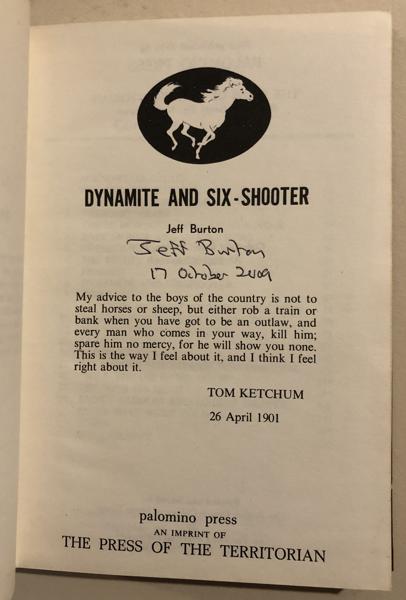 DYNAMITE AND SIX-SHOOTER
Jeff Burton
Jeff Burton
17 October 2009
My advice to the boys of the country is not to
steal horses or sheep, but either rob a train or
bank when you have got to be an outlaw, and
every man who comes in your way, kill him;
spare him no mercy, for he will show you none.
This is the way I feel about it, and I think I feel
right about it.
TOM KETCHUM
26 April 1901
palomino press
AN IMPRINT OF
THE PRESS OF THE TERRITORIAN